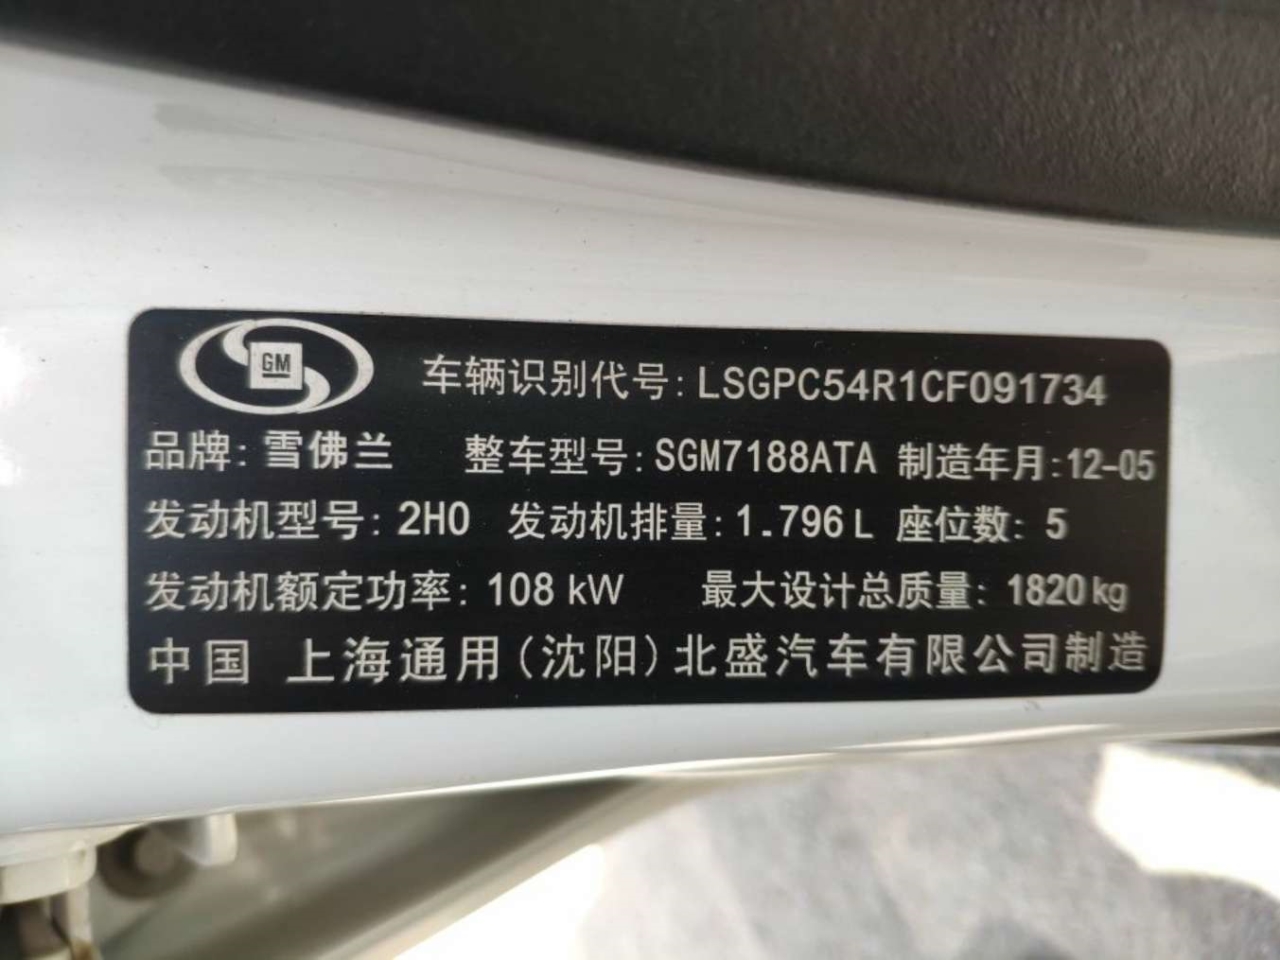 GM 车辆识别代号: LSGPC54R1CF091734
品牌: 雪佛兰 整车型号: SGM7188ATA 制造年月:12-05
发动机型号: 2H0 发动机排量: 1.796 L 座位数: 5
发动机额定功率: 108 kW 最大设计总质量: 1820 kg
中国 上海通用(沈阳)北盛汽车有限公司制造